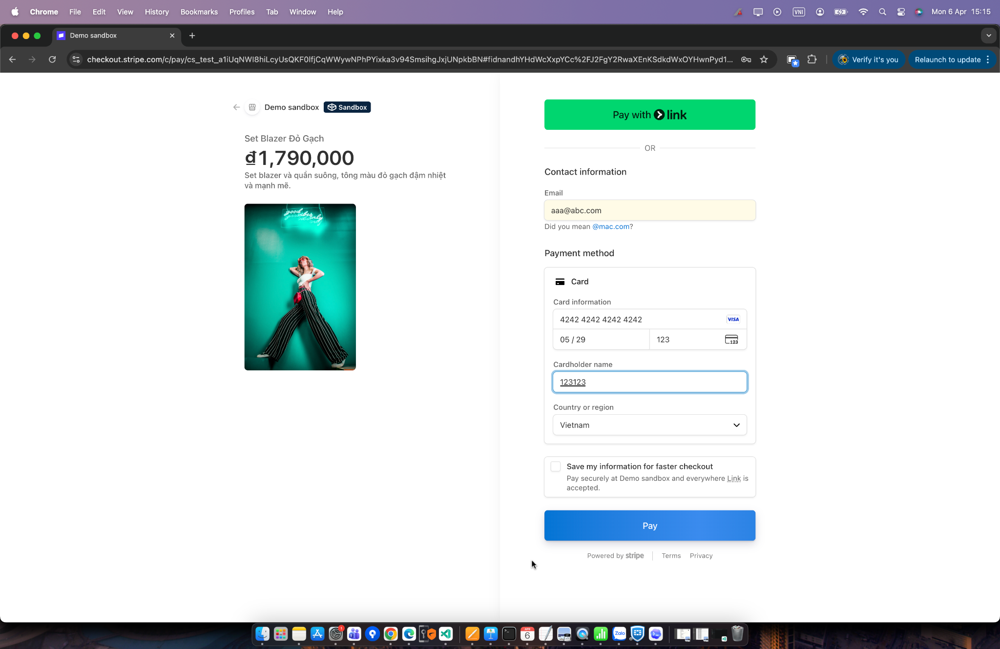 Chrome File Edit View History Bookmarks Profiles Tab Window Help
VNI
Mon 6 Apr 15:15
Demo sandbox
checkout.stripe.com/c/pay/cs_test_a1iUqNWl8hiLcyUsQKF0lfjCqWWywNPhPYixka3v94SmsihgJxjUNpkbBN#fidnandhYHdWcXxpYCc%2FJ2FgY2RwaXEnKSdkdWxOYHwnPyd1...
Verify it's you
Relaunch to update
Demo sandbox
Sandbox
Set Blazer Đỏ Gạch
₫1,790,000
Set blazer và quần suông, tông màu đỏ gạch đậm nhiệt
và mạnh mẽ.
good
vibes only
Pay with link
OR
Contact information
Email
aaa@abc.com
Did you mean @mac.com?
Payment method
Card
Card information
4242 4242 4242 4242
VISA
05 / 29
123
123
Cardholder name
123123
Country or region
Vietnam
Save my information for faster checkout
Pay securely at Demo sandbox and everywhere Link is
accepted.
Pay
Powered by stripe
Terms
Privacy
1
APR
6
Zalo